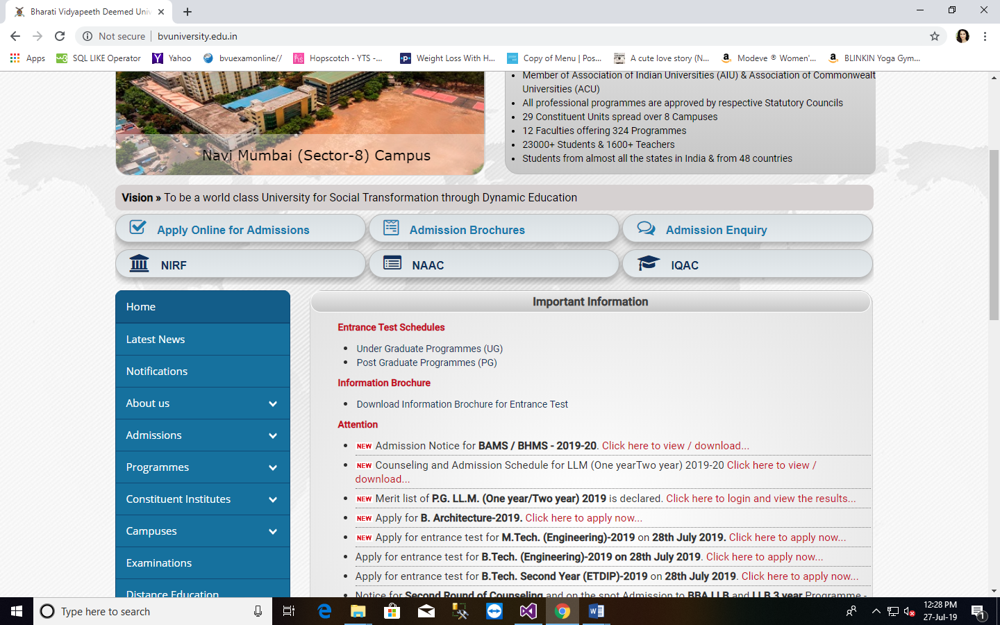 Bharati Vidyapeeth Deemed Univ
Not secure
bvuniversity.edu.in
Apps
SQL LIKE Operator
Yahoo
bvuexamonline//
Hopscotch - YTS -...
Weight Loss With H...
Copy of Menu | Pos...
A cute love story (N...
Modeve ® Women'...
BLINKIN Yoga Gym...
Navi Mumbai (Sector-8) Campus
Member of Association of Indian Universities (AIU) & Association of Commonwealt
Universities (ACU)
All professional programmes are approved by respective Statutory Councils
29 Constituent Units spread over 8 Campuses
12 Faculties offering 324 Programmes
23000+ Students & 1600+ Teachers
Students from almost all the states in India & from 48 countries
Vision » To be a world class University for Social Transformation through Dynamic Education
Apply Online for Admissions
Admission Brochures
Admission Enquiry
NIRF
NAAC
IQAC
Home
Latest News
Notifications
About us
Admissions
Programmes
Constituent Institutes
Campuses
Examinations
Distance Education
Important Information
Entrance Test Schedules
Under Graduate Programmes (UG)
Post Graduate Programmes (PG)
Information Brochure
Download Information Brochure for Entrance Test
Attention
NEW Admission Notice for BAMS / BHMS - 2019-20. Click here to view / download...
NEW Counseling and Admission Schedule for LLM (One yearTwo year) 2019-20 Click here to view /
download...
NEW Merit list of P.G. LL.M. (One year/Two year) 2019 is declared. Click here to login and view the results...
NEW Apply for B. Architecture-2019. Click here to apply now...
NEW Apply for entrance test for M.Tech. (Engineering)-2019 on 28th July 2019. Click here to apply now...
Apply for entrance test for B.Tech. (Engineering)-2019 on 28th July 2019. Click here to apply now...
Apply for entrance test for B.Tech. Second Year (ETDIP)-2019 on 28th July 2019. Click here to apply now...
Notice for Second Round of Counseling and on the spot Admission to BBA LLB and LLB 3 year Programme -
Type here to search
12:28 PM
27-Jul-19
1